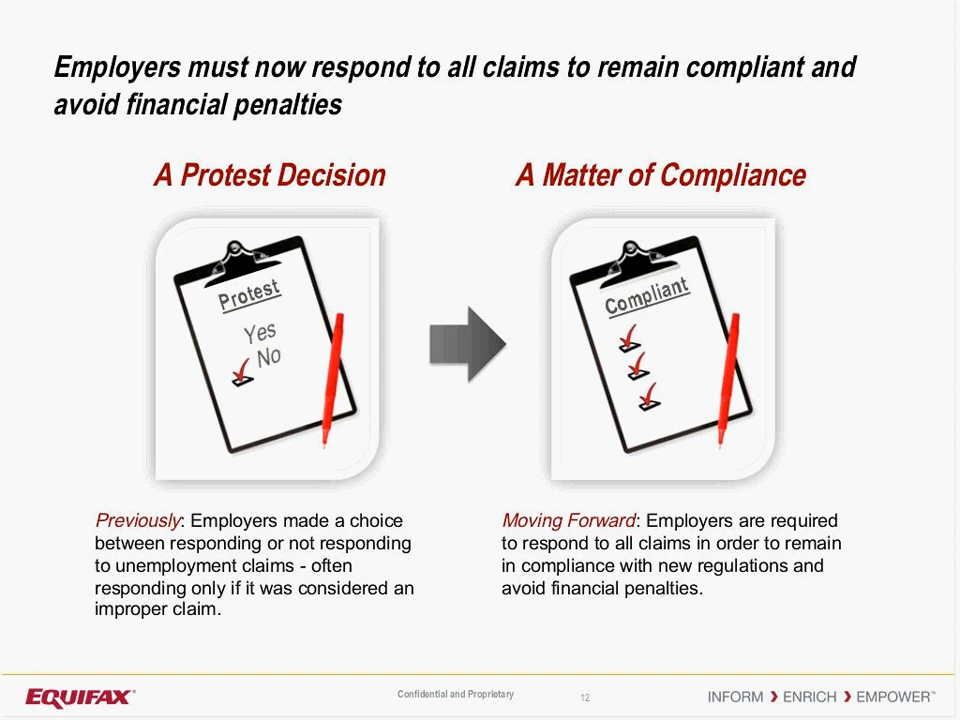 Employers must now respond to all claims to remain compliant and
avoid financial penalties
A Protest Decision
A Matter of Compliance
Protest
Yes
No
Compliant
Previously: Employers made a choice
between responding or not responding
to unemployment claims - often
responding only if it was considered an
improper claim.
Moving Forward: Employers are required
to respond to all claims in order to remain
in compliance with new regulations and
avoid financial penalties.
EQUIFAX®
Confidential and Proprietary
12
INFORM ❯ ENRICH ❯ EMPOWER™